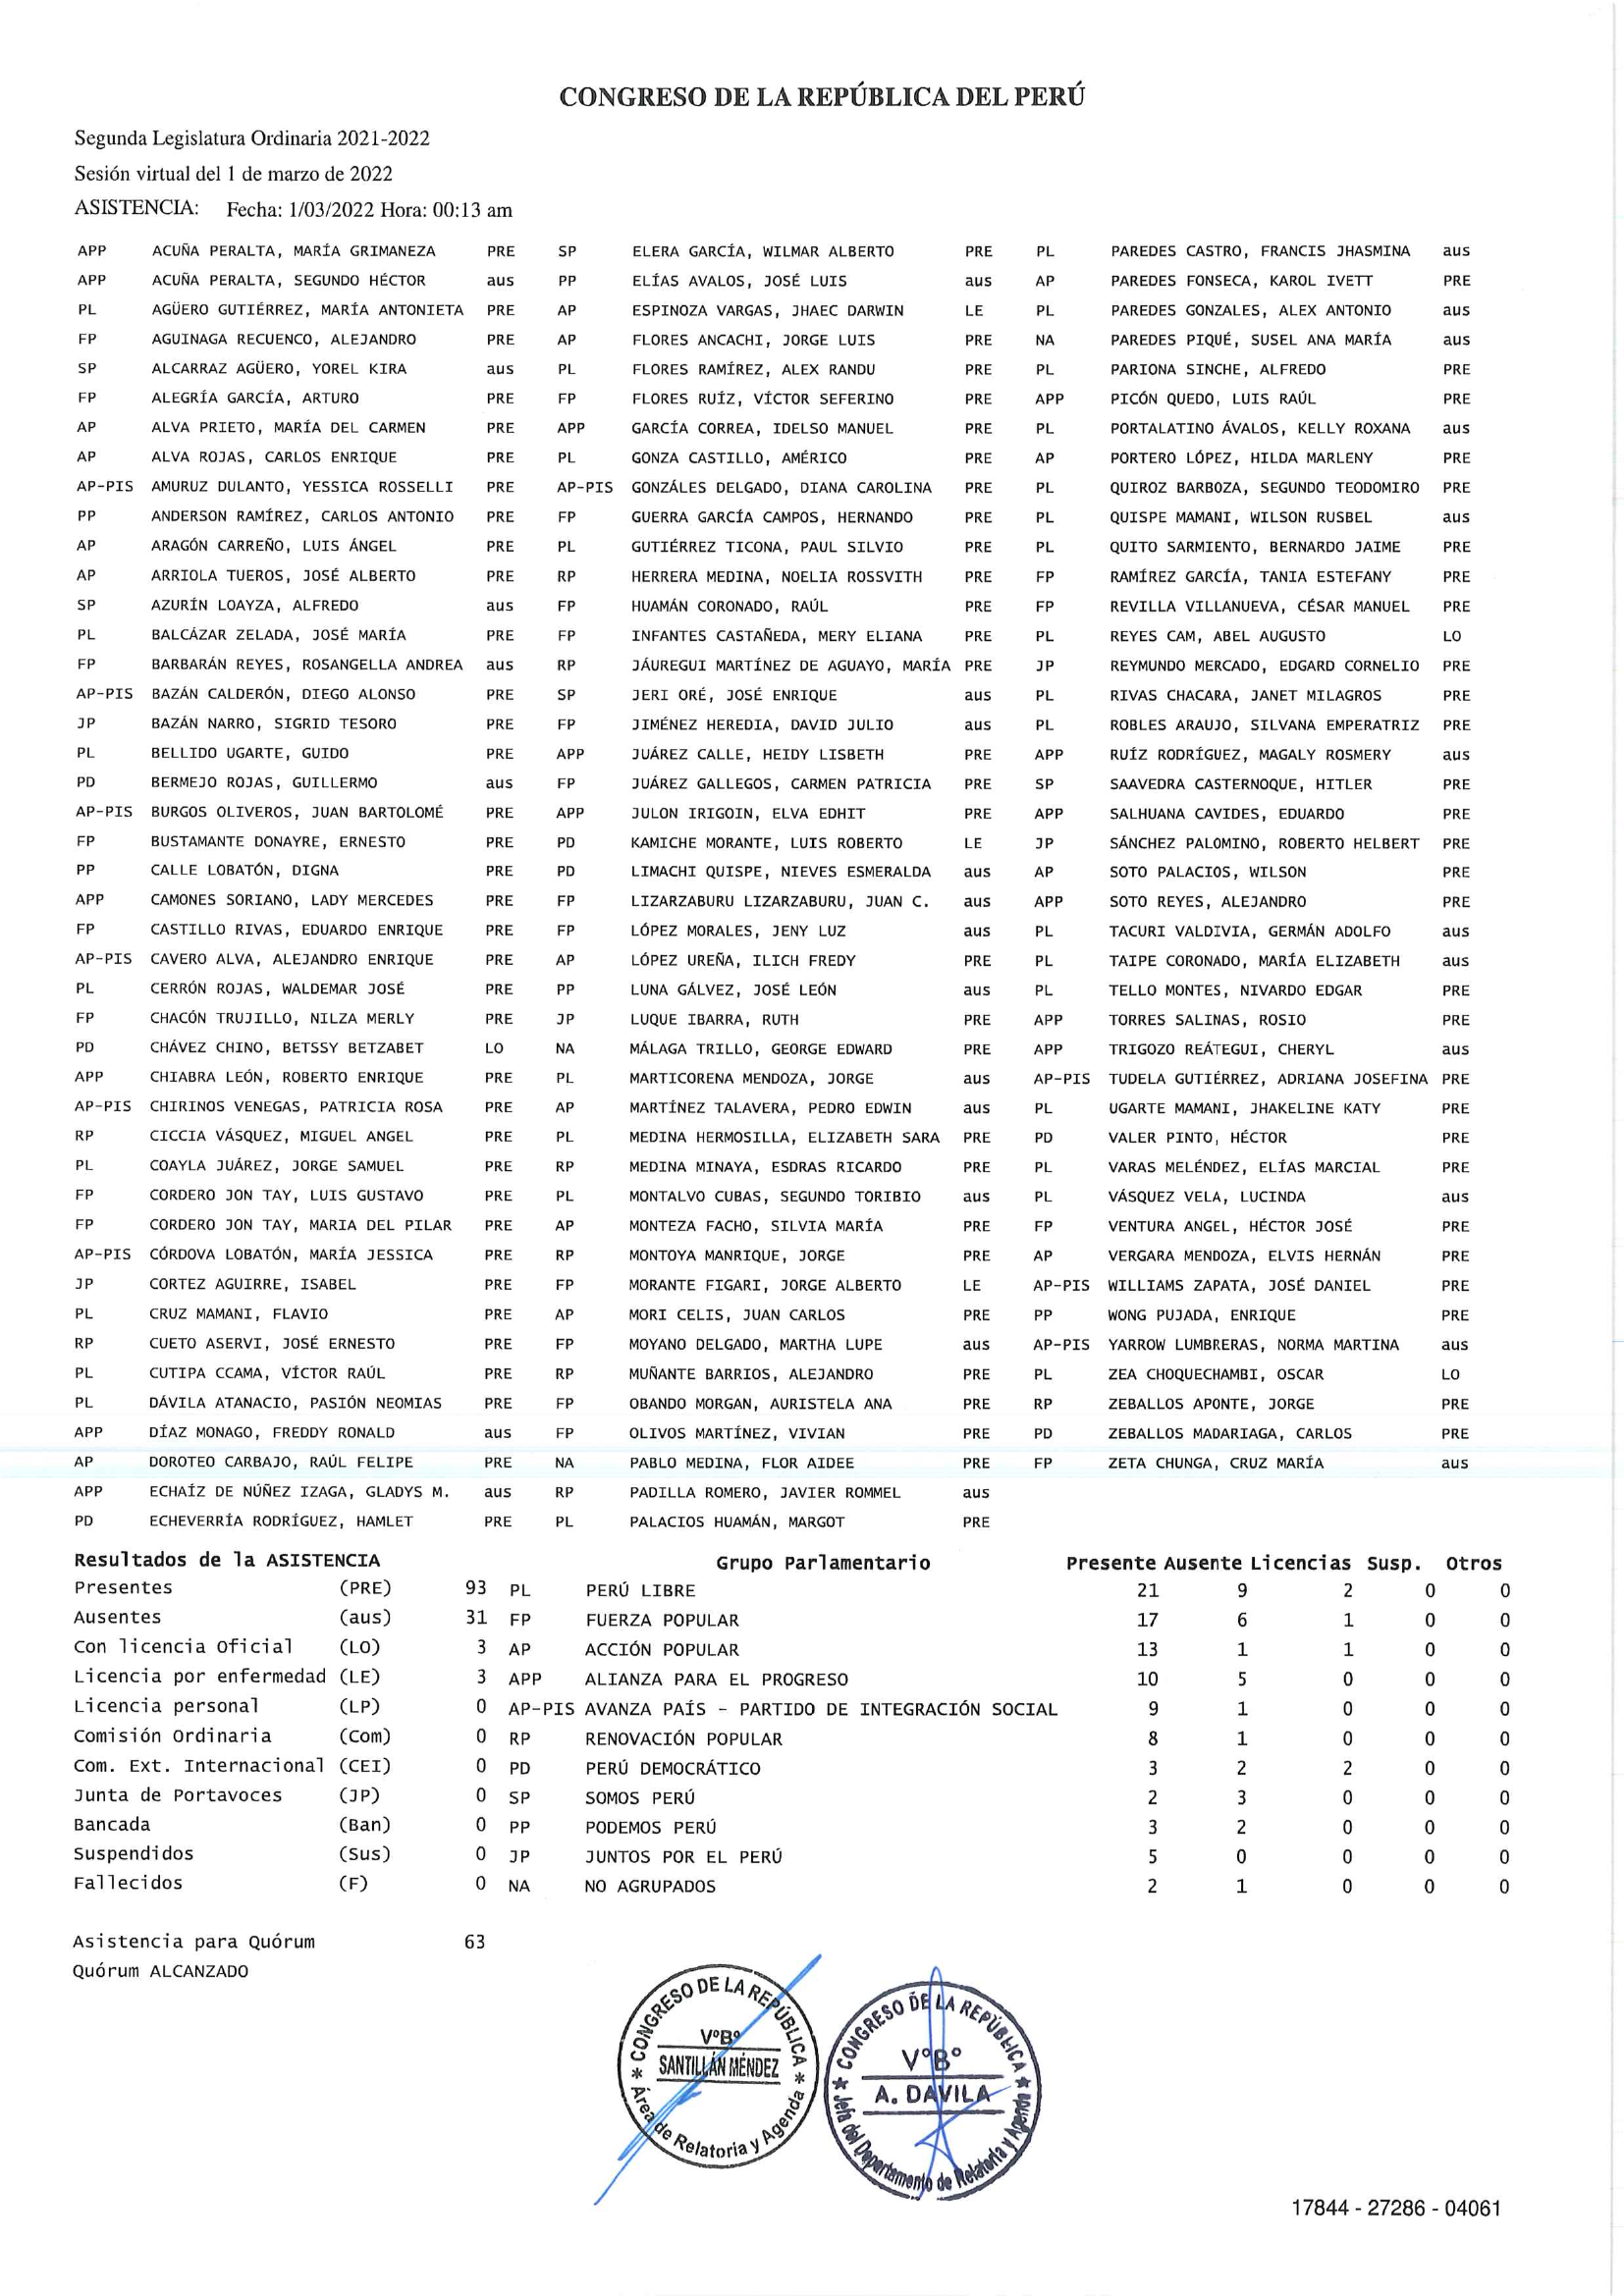 CONGRESO DE LA REPÚBLICA DEL PERÚ
Segunda Legislatura Ordinaria 2021-2022
Sesión virtual del 1 de marzo de 2022
ASISTENCIA: Fecha: 1/03/2022 Hora: 00:13 am
APP ACUÑA PERALTA, MARÍA GRIMANEZA PRE SP ELERA GARCÍA, WILMAR ALBERTO PRE PL PAREDES CASTRO, FRANCIS JHASMINA aus
APP ACUÑA PERALTA, SEGUNDO HÉCTOR aus PP ELÍAS AVALOS, JOSÉ LUIS aus AP PAREDES FONSECA, KAROL IVETT PRE
PL AGÜERO GUTIÉRREZ, MARÍA ANTONIETA PRE AP ESPINOZA VARGAS, JHAEC DARWIN LE PL PAREDES GONZALES, ALEX ANTONIO aus
FP AGUINAGA RECUENCO, ALEJANDRO PRE AP FLORES ANCACHI, JORGE LUIS PRE NA PAREDES PIQUÉ, SUSEL ANA MARÍA aus
SP ALCARRAZ AGÜERO, YOREL KIRA aus PL FLORES RAMÍREZ, ALEX RANDU PRE PL PARIONA SINCHE, ALFREDO PRE
FP ALEGRÍA GARCÍA, ARTURO PRE FP FLORES RUÍZ, VÍCTOR SEFERINO PRE APP PICÓN QUEDO, LUIS RAÚL PRE
AP ALVA PRIETO, MARÍA DEL CARMEN PRE APP GARCÍA CORREA, IDELSO MANUEL PRE PL PORTALATINO ÁVALOS, KELLY ROXANA aus
AP ALVA ROJAS, CARLOS ENRIQUE PRE PL GONZA CASTILLO, AMÉRICO PRE AP PORTERO LÓPEZ, HILDA MARLENY PRE
AP-PIS AMURUZ DULANTO, YESSICA ROSSELLI PRE AP-PIS GONZÁLES DELGADO, DIANA CAROLINA PRE PL QUIROZ BARBOZA, SEGUNDO TEODOMIRO PRE
PP ANDERSON RAMÍREZ, CARLOS ANTONIO PRE FP GUERRA GARCÍA CAMPOS, HERNANDO PRE PL QUISPE MAMANI, WILSON RUSBEL aus
AP ARAGÓN CARREÑO, LUIS ÁNGEL PRE PL GUTIÉRREZ TICONA, PAUL SILVIO PRE PL QUITO SARMIENTO, BERNARDO JAIME PRE
AP ARRIOLA TUEROS, JOSÉ ALBERTO PRE RP HERRERA MEDINA, NOELIA ROSSVITH PRE FP RAMÍREZ GARCÍA, TANIA ESTEFANY PRE
SP AZURÍN LOAYZA, ALFREDO aus FP HUAMÁN CORONADO, RAÚL PRE FP REVILLA VILLANUEVA, CÉSAR MANUEL PRE
PL BALCÁZAR ZELADA, JOSÉ MARÍA PRE FP INFANTES CASTAÑEDA, MERY ELIANA PRE PL REYES CAM, ABEL AUGUSTO LO
FP BARBARÁN REYES, ROSANGELLA ANDREA aus RP JÁUREGUI MARTÍNEZ DE AGUAYO, MARÍA PRE JP REYMUNDO MERCADO, EDGARD CORNELIO PRE
AP-PIS BAZÁN CALDERÓN, DIEGO ALONSO PRE SP JERI ORÉ, JOSÉ ENRIQUE aus PL RIVAS CHACARA, JANET MILAGROS PRE
JP BAZÁN NARRO, SIGRID TESORO PRE FP JIMÉNEZ HEREDIA, DAVID JULIO aus PL ROBLES ARAUJO, SILVANA EMPERATRIZ PRE
PL BELLIDO UGARTE, GUIDO PRE APP JUÁREZ CALLE, HEIDY LISBETH PRE APP RUÍZ RODRÍGUEZ, MAGALY ROSMERY aus
PD BERMEJO ROJAS, GUILLERMO aus FP JUÁREZ GALLEGOS, CARMEN PATRICIA PRE SP SAAVEDRA CASTERNOQUE, HITLER PRE
AP-PIS BURGOS OLIVEROS, JUAN BARTOLOMÉ PRE APP JULON IRIGOIN, ELVA EDHIT PRE APP SALHUANA CAVIDES, EDUARDO PRE
FP BUSTAMANTE DONAYRE, ERNESTO PRE PD KAMICHE MORANTE, LUIS ROBERTO LE JP SÁNCHEZ PALOMINO, ROBERTO HELBERT PRE
PP CALLE LOBATÓN, DIGNA PRE PD LIMACHI QUISPE, NIEVES ESMERALDA aus AP SOTO PALACIOS, WILSON PRE
APP CAMONES SORIANO, LADY MERCEDES PRE FP LIZARZABURU LIZARZABURU, JUAN C. aus APP SOTO REYES, ALEJANDRO PRE
FP CASTILLO RIVAS, EDUARDO ENRIQUE PRE FP LÓPEZ MORALES, JENY LUZ aus PL TACURI VALDIVIA, GERMÁN ADOLFO aus
AP-PIS CAVERO ALVA, ALEJANDRO ENRIQUE PRE AP LÓPEZ UREÑA, ILICH FREDY PRE PL TAIPE CORONADO, MARÍA ELIZABETH aus
PL CERRÓN ROJAS, WALDEMAR JOSÉ PRE PP LUNA GÁLVEZ, JOSÉ LEÓN aus PL TELLO MONTES, NIVARDO EDGAR PRE
FP CHACÓN TRUJILLO, NILZA MERLY PRE JP LUQUE IBARRA, RUTH PRE APP TORRES SALINAS, ROSIO PRE
PD CHÁVEZ CHINO, BETSSY BETZABET LO NA MÁLAGA TRILLO, GEORGE EDWARD PRE APP TRIGOZO REÁTEGUI, CHERYL aus
APP CHIABRA LEÓN, ROBERTO ENRIQUE PRE PL MARTICORENA MENDOZA, JORGE aus AP-PIS TUDELA GUTIÉRREZ, ADRIANA JOSEFINA PRE
AP-PIS CHIRINOS VENEGAS, PATRICIA ROSA PRE AP MARTÍNEZ TALAVERA, PEDRO EDWIN aus PL UGARTE MAMANI, JHAKELINE KATY PRE
RP CICCIA VÁSQUEZ, MIGUEL ANGEL PRE PL MEDINA HERMOSILLA, ELIZABETH SARA PRE PD VALER PINTO, HÉCTOR PRE
PL COAYLA JUÁREZ, JORGE SAMUEL PRE RP MEDINA MINAYA, ESDRAS RICARDO PRE PL VARAS MELÉNDEZ, ELÍAS MARCIAL PRE
FP CORDERO JON TAY, LUIS GUSTAVO PRE PL MONTALVO CUBAS, SEGUNDO TORIBIO aus PL VÁSQUEZ VELA, LUCINDA aus
FP CORDERO JON TAY, MARIA DEL PILAR PRE AP MONTEZA FACHO, SILVIA MARÍA PRE FP VENTURA ANGEL, HÉCTOR JOSÉ PRE
AP-PIS CÓRDOVA LOBATÓN, MARÍA JESSICA PRE RP MONTOYA MANRIQUE, JORGE PRE AP VERGARA MENDOZA, ELVIS HERNÁN PRE
JP CORTEZ AGUIRRE, ISABEL PRE FP MORANTE FIGARI, JORGE ALBERTO LE AP-PIS WILLIAMS ZAPATA, JOSÉ DANIEL PRE
PL CRUZ MAMANI, FLAVIO PRE AP MORI CELIS, JUAN CARLOS PRE PP WONG PUJADA, ENRIQUE PRE
RP CUETO ASERVI, JOSÉ ERNESTO PRE FP MOYANO DELGADO, MARTHA LUPE aus AP-PIS YARROW LUMBRERAS, NORMA MARTINA aus
PL CUTIPA CCAMA, VÍCTOR RAÚL PRE RP MUÑANTE BARRIOS, ALEJANDRO PRE PL ZEA CHOQUECHAMBI, OSCAR LO
PL DÁVILA ATANACIO, PASIÓN NEOMIAS PRE FP OBANDO MORGAN, AURISTELA ANA PRE RP ZEBALLOS APONTE, JORGE PRE
APP DÍAZ MONAGO, FREDDY RONALD aus FP OLIVOS MARTÍNEZ, VIVIAN PRE PD ZEBALLOS MADARIAGA, CARLOS PRE
AP DOROTEO CARBAJO, RAÚL FELIPE PRE NA PABLO MEDINA, FLOR AIDEE PRE FP ZETA CHUNGA, CRUZ MARÍA aus
APP ECHAÍZ DE NÚÑEZ IZAGA, GLADYS M. aus RP PADILLA ROMERO, JAVIER ROMMEL aus
PD ECHEVERRÍA RODRÍGUEZ, HAMLET PRE PL PALACIOS HUAMÁN, MARGOT PRE
Resultados de la ASISTENCIA Grupo Parlamentario Presente Ausente Licencias Susp. Otros
Presentes (PRE) 93 PL PERÚ LIBRE 21 9 2 0 0
Ausentes (aus) 31 FP FUERZA POPULAR 17 6 1 0 0
Con licencia Oficial (LO) 3 AP ACCIÓN POPULAR 13 1 1 0 0
Licencia por enfermedad (LE) 3 APP ALIANZA PARA EL PROGRESO 10 5 0 0 0
Licencia personal (LP) 0 AP-PIS AVANZA PAÍS - PARTIDO DE INTEGRACIÓN SOCIAL 9 1 0 0 0
Comisión Ordinaria (Com) 0 RP RENOVACIÓN POPULAR 8 1 0 0 0
Com. Ext. Internacional (CEI) 0 PD PERÚ DEMOCRÁTICO 3 2 2 0 0
Junta de Portavoces (JP) 0 SP SOMOS PERÚ 2 3 0 0 0
Bancada (Ban) 0 PP PODEMOS PERÚ 3 2 0 0 0
Suspendidos (Sus) 0 JP JUNTOS POR EL PERÚ 5 0 0 0 0
Fallecidos (F) 0 NA NO AGRUPADOS 2 1 0 0 0
Asistencia para Quórum 63
Quórum ALCANZADO
* CONGRESO DE LA REPÚBLICA *
V°B°
SANTILLÁN MÉNDEZ
Área de Relatoria y Agenda
* CONGRESO DE LA REPÚBLICA *
V°B°
A. DAVILA
Jefa del Departamento de Relatoria y Agenda
17844 - 27286 - 04061